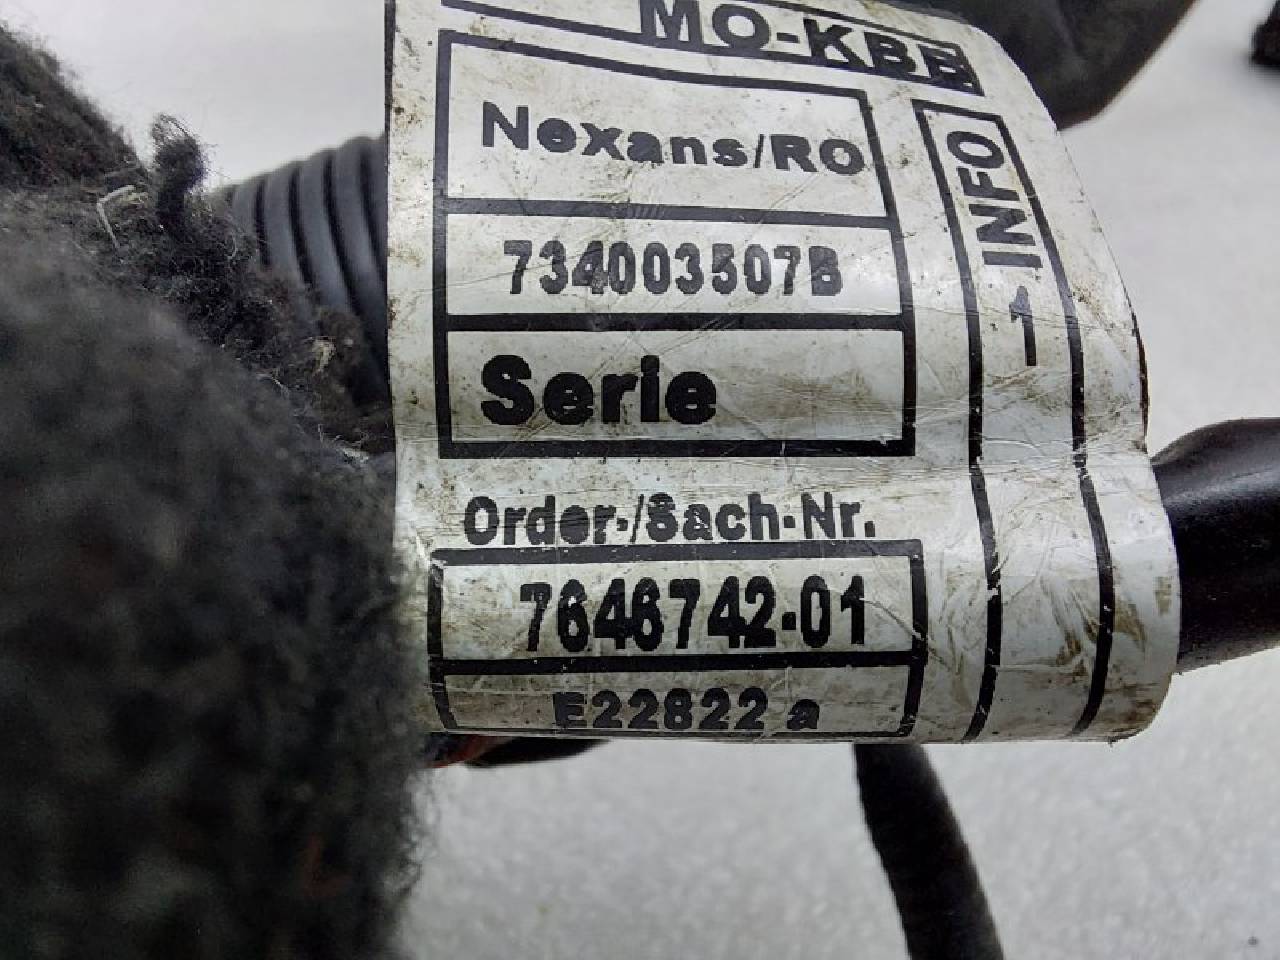 MO-KBB
Nexans/RO
734003507B
Serie
Order-/Sach-Nr.
7646742-01
E22822 a
1 - INFO